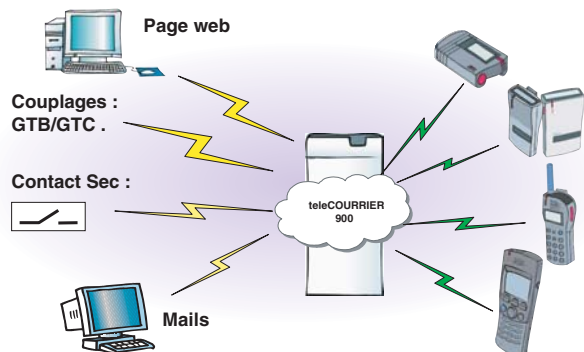 Page web
Couplages :
GTB/GTC .
Contact Sec :
teleCOURRIER
900
Mails